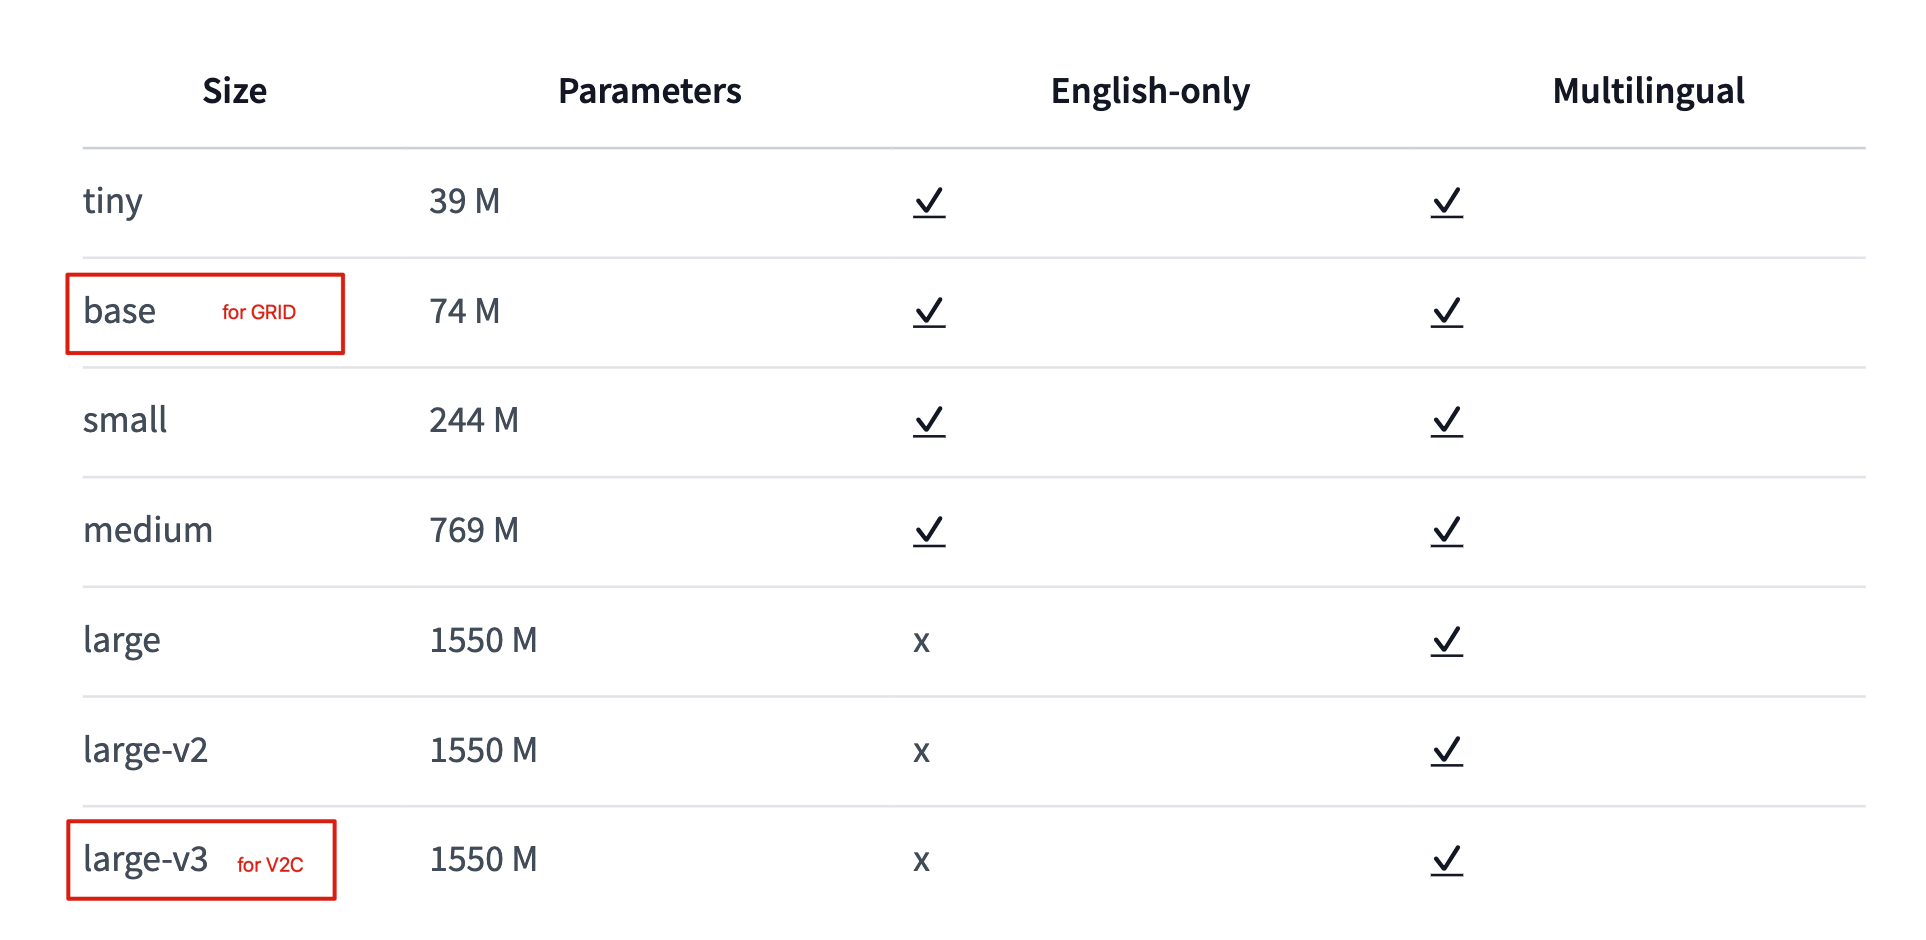 Size Parameters English-only Multilingual
tiny 39 M ✓ ✓
base for GRID 74 M ✓ ✓
small 244 M ✓ ✓
medium 769 M ✓ ✓
large 1550 M x ✓
large-v2 1550 M x ✓
large-v3 for V2C 1550 M x ✓